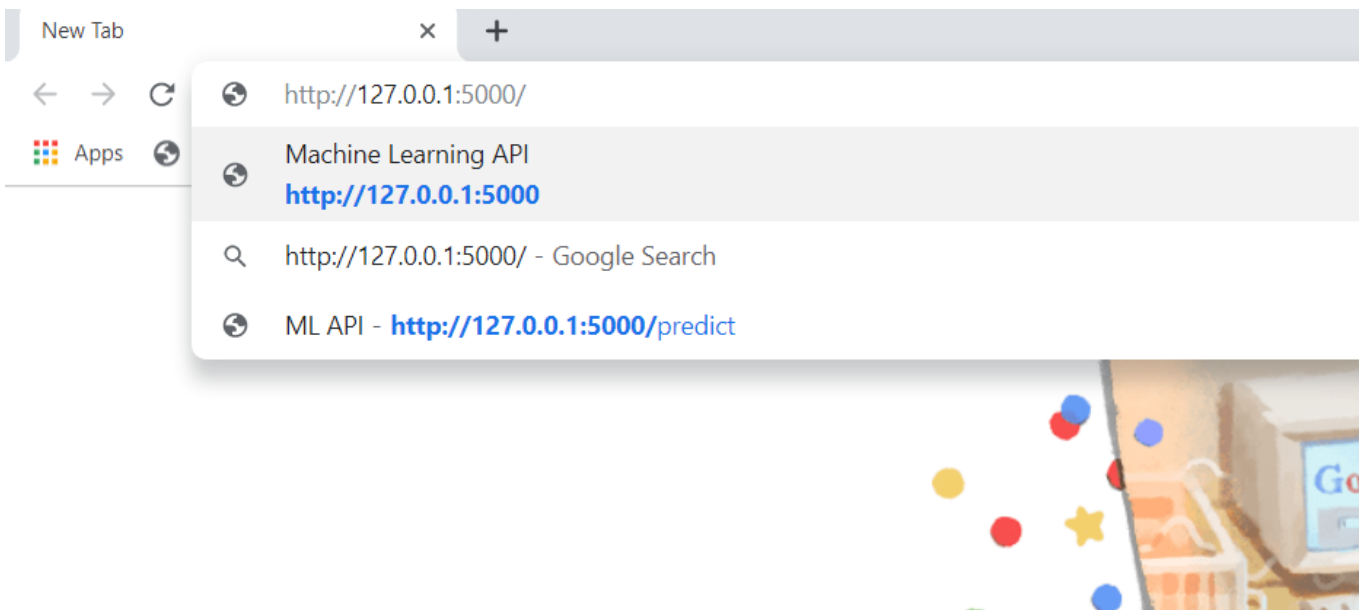 New Tab
http://127.0.0.1:5000/
Apps
Machine Learning API
http://127.0.0.1:5000
http://127.0.0.1:5000/ - Google Search
ML API - http://127.0.0.1:5000/predict
Go